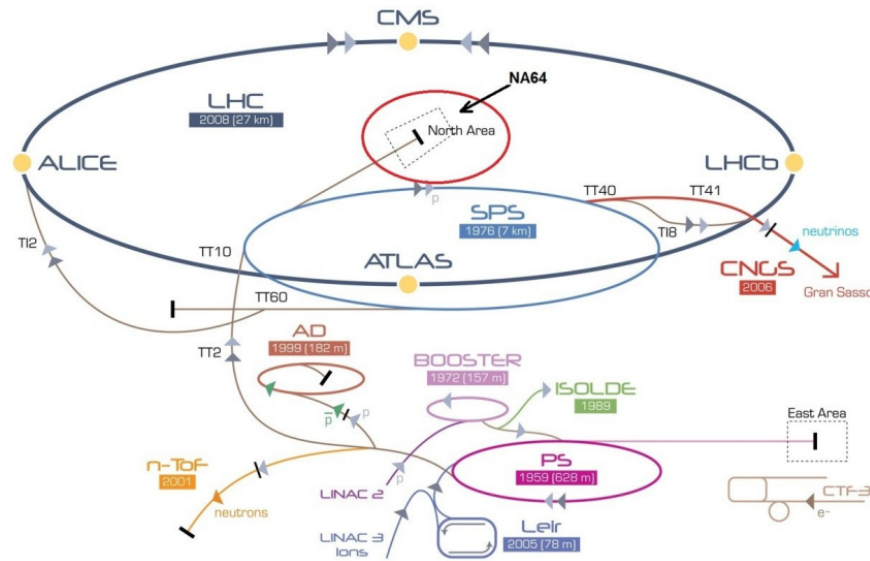 CMS
NA64
LHC
2008 (27 km)
North Area
ALICE
LHCb
p
TT40
TT41
SPS
1976 (7 km)
TI2
TT10
TI8
neutrinos
ATLAS
CNGS
2006
Gran Sasso
TT60
AD
1999 (182 m)
TT2
BOOSTER
1972 (157 m)
ISOLDE
1989
p̅
p
East Area
n-ToF
2001
p
PS
1959 (628 m)
LINAC 2
neutrons
CTF-3
e-
LINAC 3
Ions
Leir
2005 (78 m)